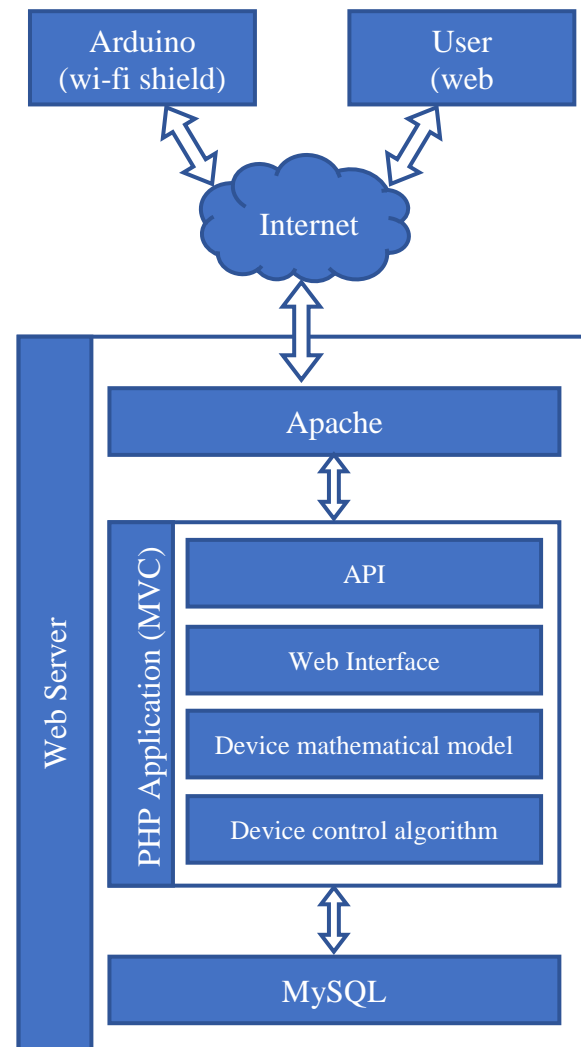 Arduino
(wi-fi shield)
User
(web
Internet
Web Server
Apache
PHP Application (MVC)
API
Web Interface
Device mathematical model
Device control algorithm
MySQL